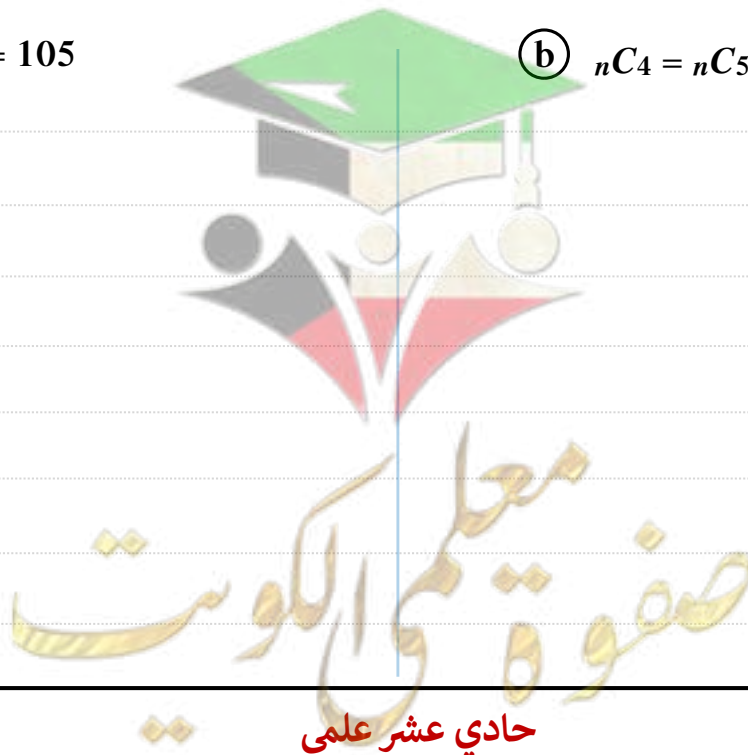 = 105
b nC4 = nC5
صفوة معلمي الكويت
حادي عشر علمي